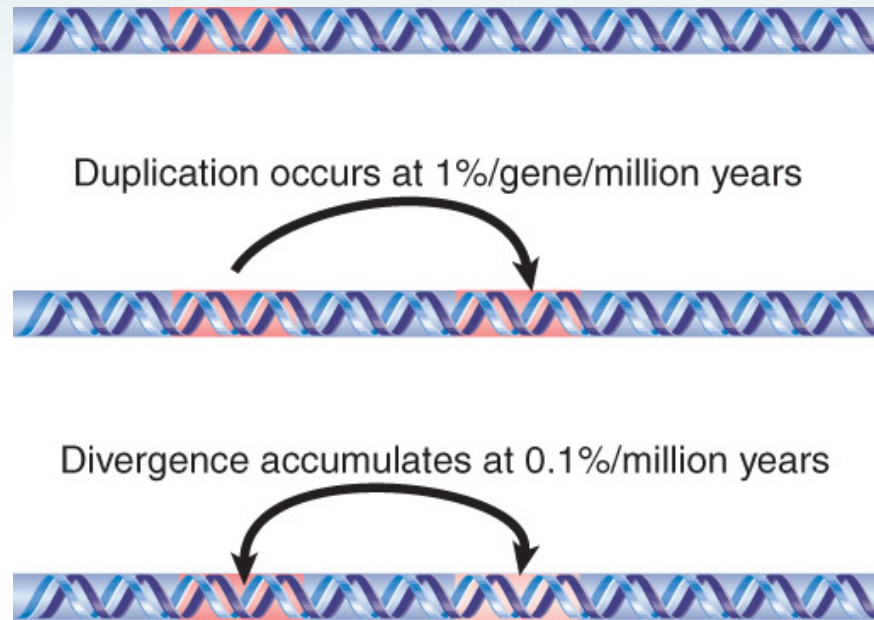 Duplication occurs at 1%/gene/million years
Divergence accumulates at 0.1%/million years